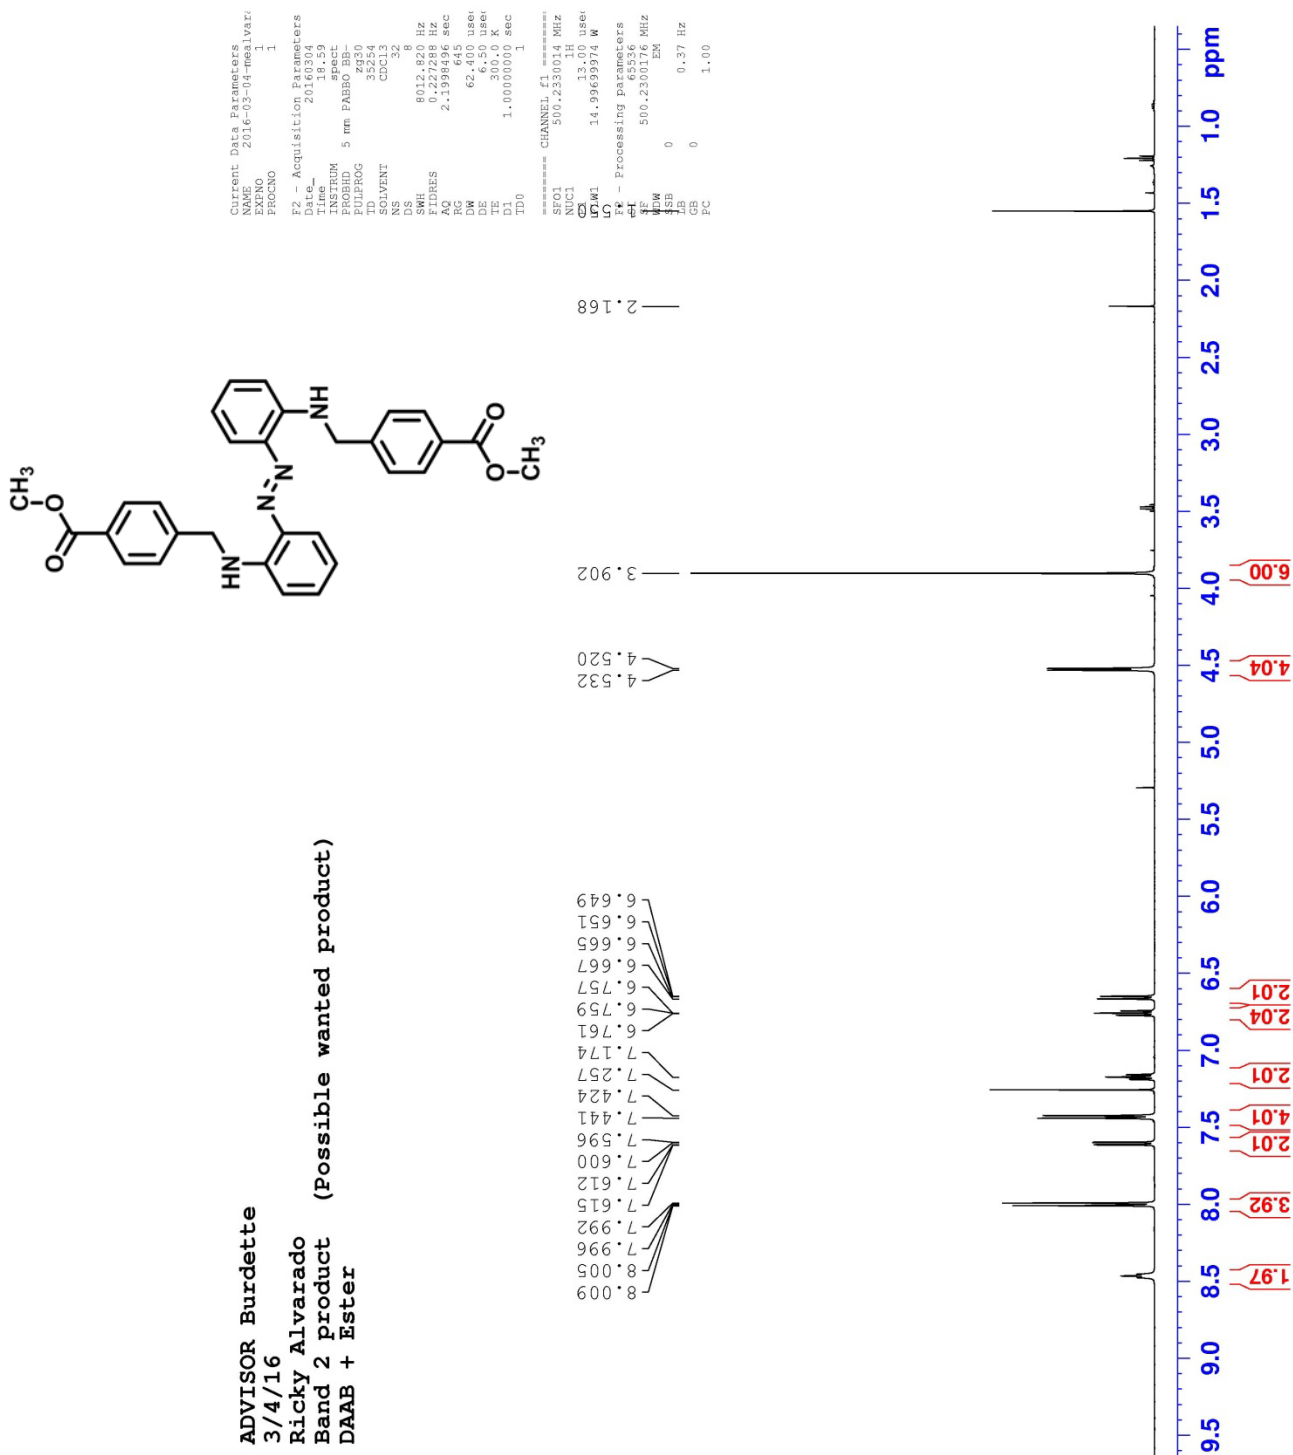 ADVISOR Burdette
3/4/16
Ricky Alvarado
Band 2 product (Possible wanted product)
DAAB + Ester
CH3
O
O
HN
N
N
NH
O
O
CH3
Current Data Parameters
NAME 2016-03-04-mealvara
EXPNO 1
PROCNO 1
F2 - Acquisition Parameters
Date_ 20160304
Time 18.59
INSTRUM spect
PROBHD 5 mm PABBO BB-
PULPROG zg30
TD 35254
SOLVENT CDCl3
NS 32
DS 8
SWH 8012.820 Hz
FIDRES 0.227288 Hz
AQ 2.1998496 sec
RG 645
DW 62.400 usec
DE 6.50 usec
TE 300.0 K
D1 1.00000000 sec
TD0 1
======== CHANNEL f1 ========
SFO1 500.2330014 MHz
NUC1 1H
13.00 usec
PLW1 14.99699974 W
F2 - Processing parameters
SI 65536
SF 500.2300176 MHz
WDW EM
SSB 0
LB 0.37 Hz
GB 0
PC 1.00
8.009
8.005
7.996
7.992
7.615
7.612
7.600
7.596
7.441
7.424
7.257
7.174
6.761
6.759
6.757
6.667
6.665
6.651
6.649
4.532
4.520
3.902
2.168
9.5 9.0 8.5 8.0 7.5 7.0 6.5 6.0 5.5 5.0 4.5 4.0 3.5 3.0 2.5 2.0 1.5 1.0 ppm
1.97
3.92
2.01
4.01
2.01
2.04
2.01
4.04
6.00